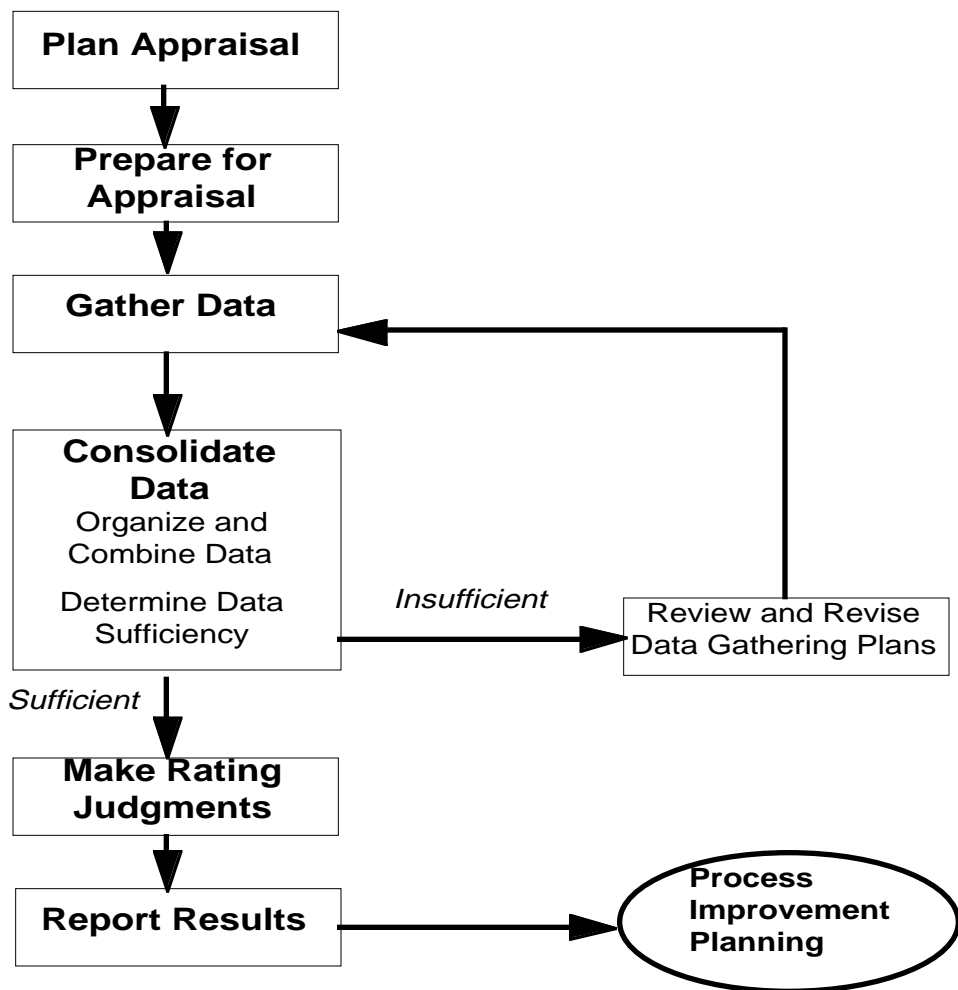 Plan Appraisal
Prepare for
Appraisal
Gather Data
Consolidate
Data
Organize and
Combine Data
Determine Data
Sufficiency
Insufficient
Review and Revise
Data Gathering Plans
Sufficient
Make Rating
Judgments
Report Results
Process
Improvement
Planning